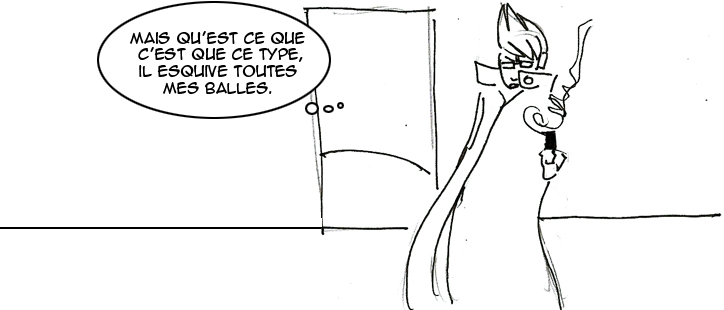 MAIS QU'EST CE QUE
C'EST QUE CE TYPE,
IL ESQUIVE TOUTES
MES BALLES.